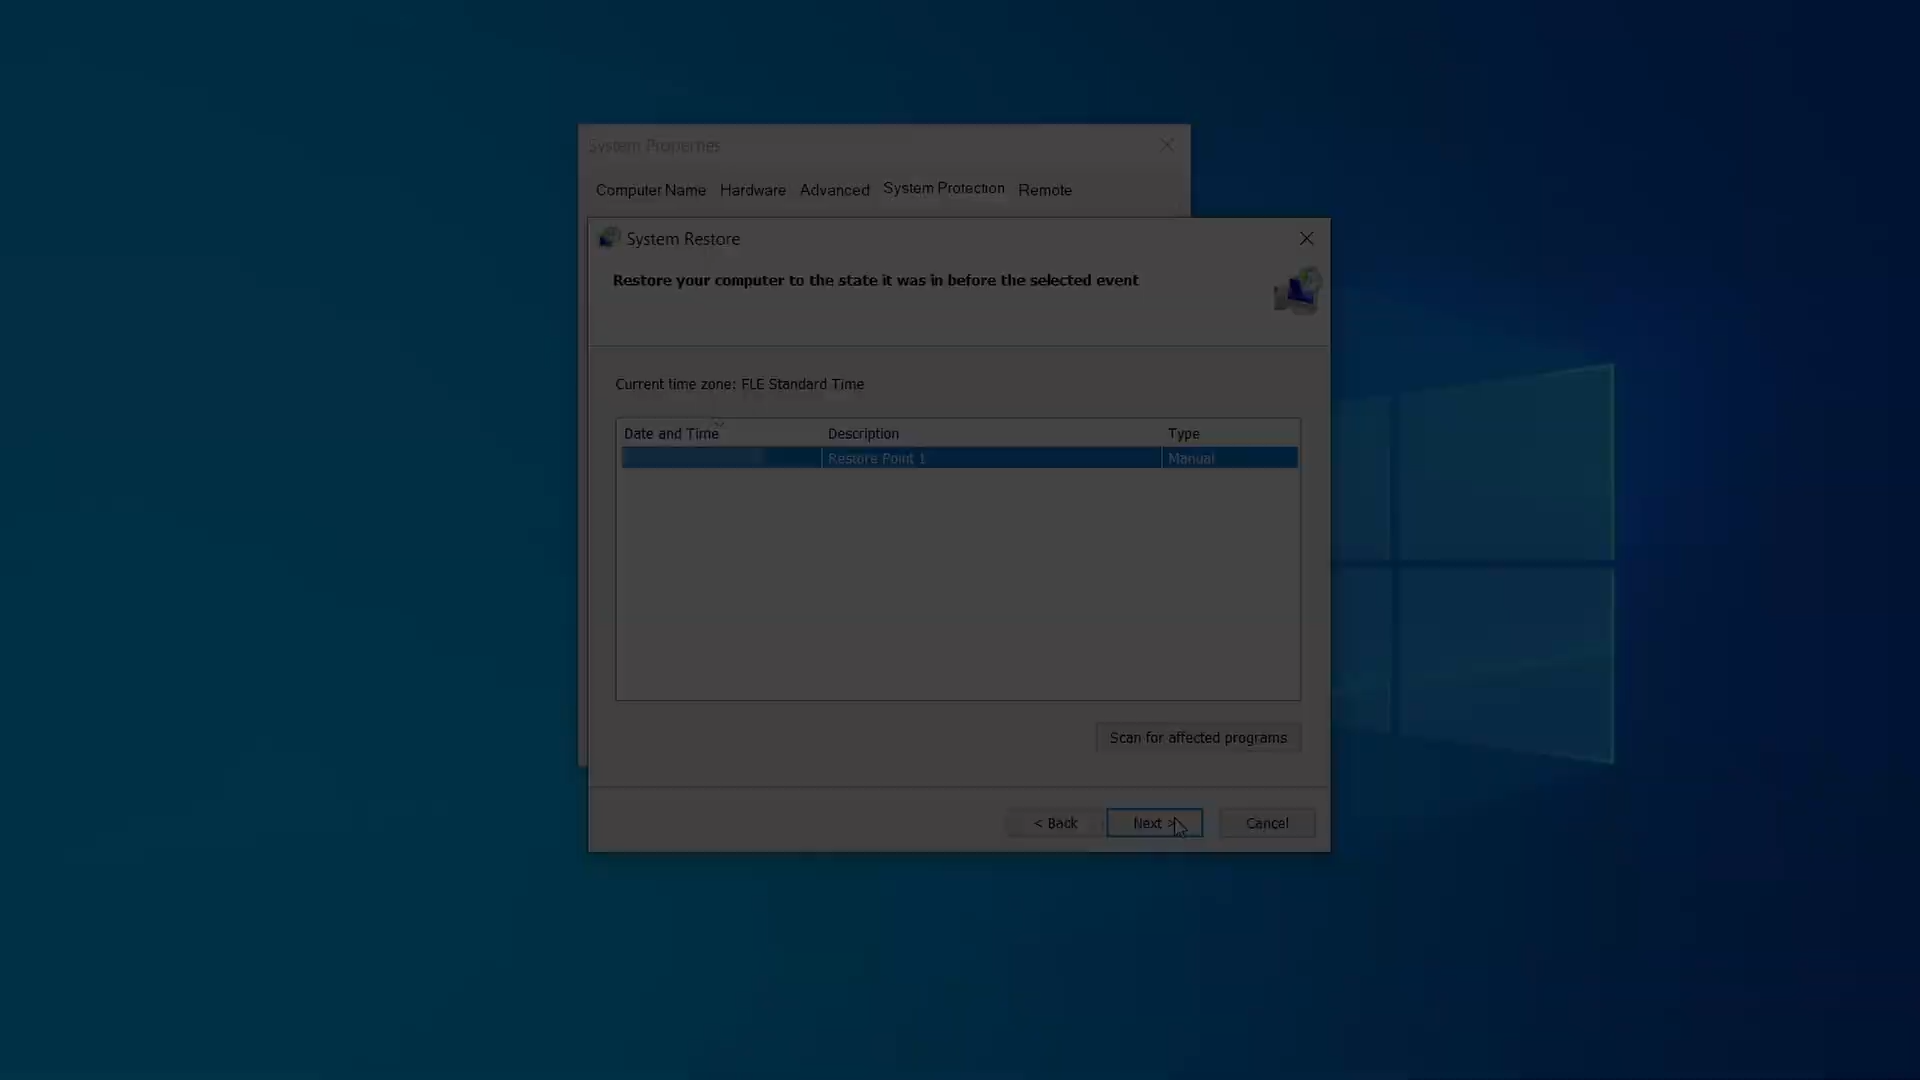 System Properties
Computer Name Hardware Advanced System Protection Remote
System Restore
Restore your computer to the state it was in before the selected event
Current time zone: FLE Standard Time
Date and Time Description Type
Restore Point 1 Manual
Scan for affected programs
< Back Next > Cancel